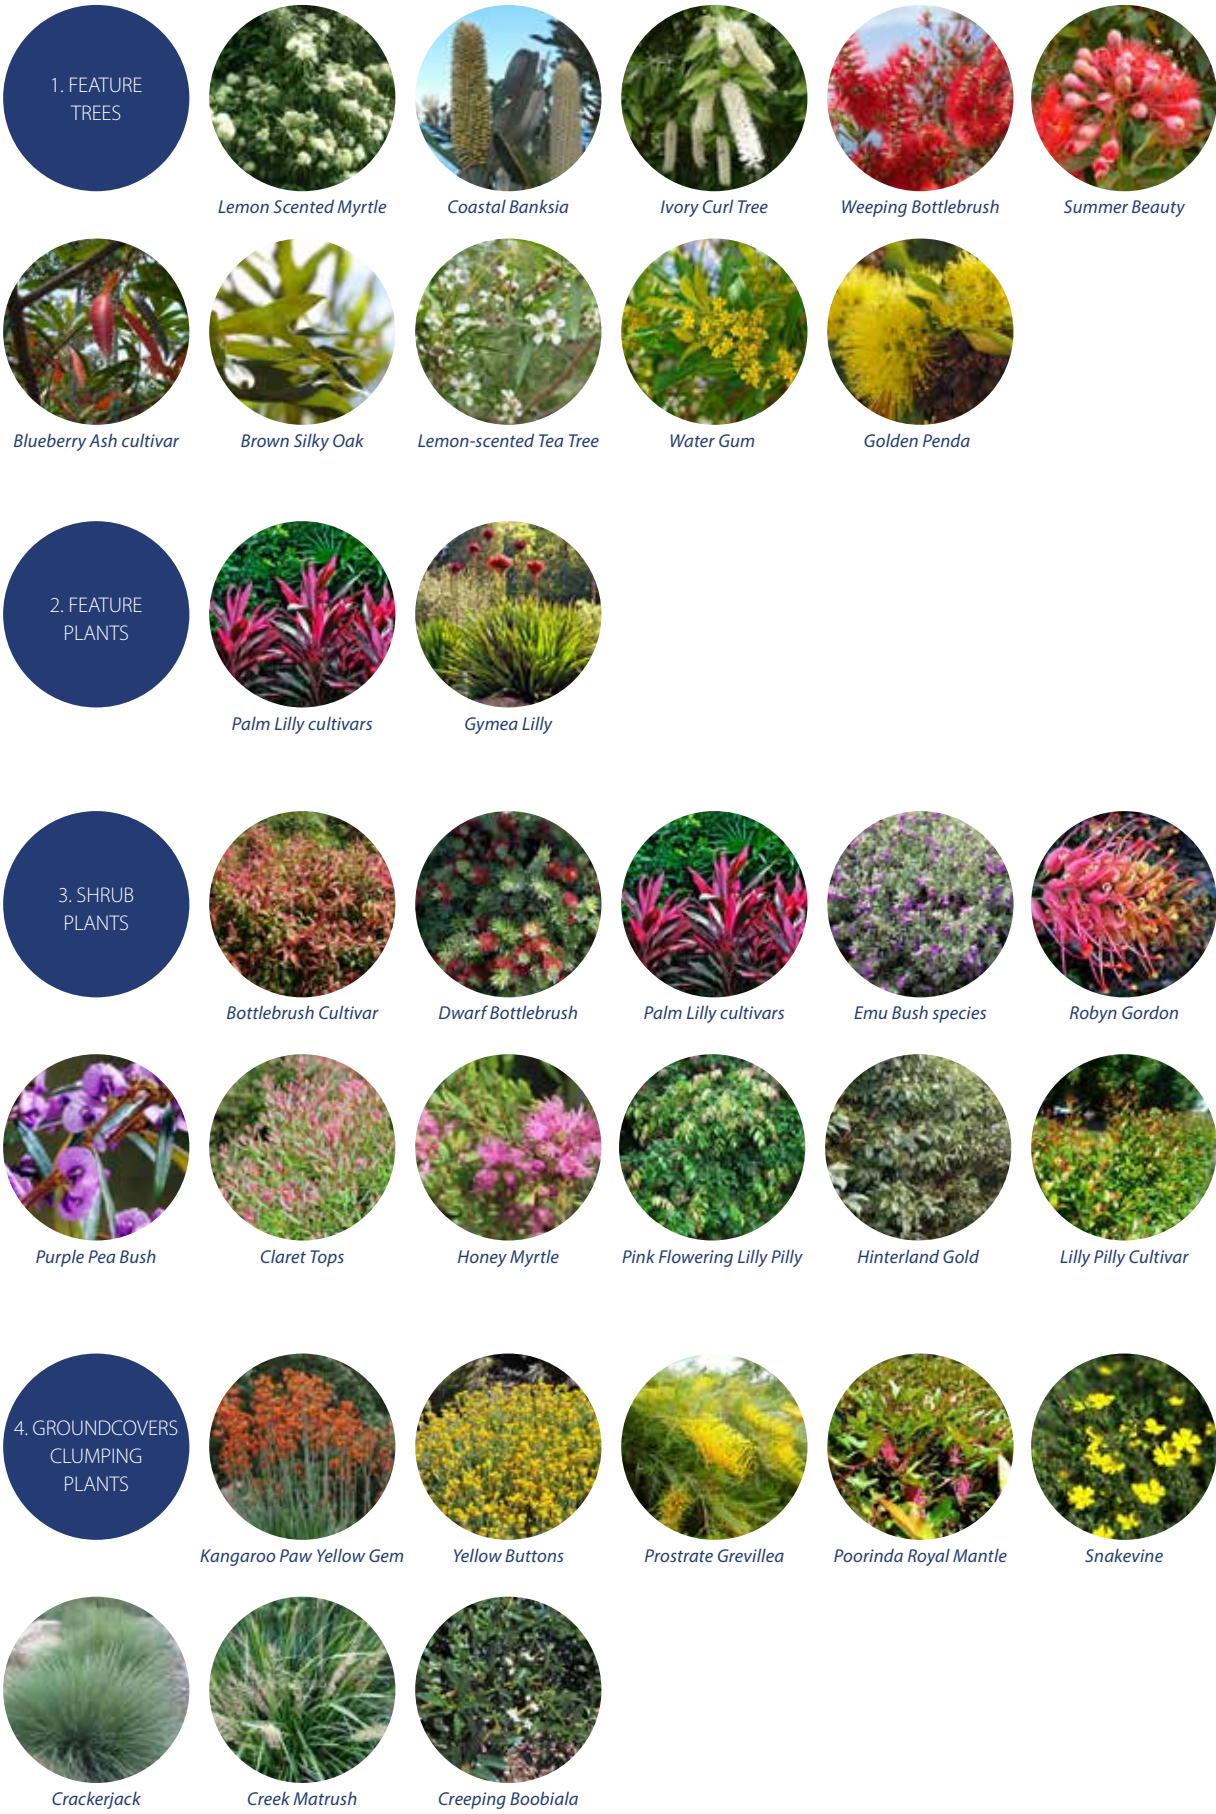 1. FEATURE
TREES
Lemon Scented Myrtle
Coastal Banksia
Ivory Curl Tree
Weeping Bottlebrush
Summer Beauty
Blueberry Ash cultivar
Brown Silky Oak
Lemon-scented Tea Tree
Water Gum
Golden Penda
2. FEATURE
PLANTS
Palm Lilly cultivars
Gymea Lilly
3. SHRUB
PLANTS
Bottlebrush Cultivar
Dwarf Bottlebrush
Palm Lilly cultivars
Emu Bush species
Robyn Gordon
Purple Pea Bush
Claret Tops
Honey Myrtle
Pink Flowering Lilly Pilly
Hinterland Gold
Lilly Pilly Cultivar
4. GROUNDCOVERS
CLUMPING
PLANTS
Kangaroo Paw Yellow Gem
Yellow Buttons
Prostrate Grevillea
Poorinda Royal Mantle
Snakevine
Crackerjack
Creek Matrush
Creeping Boobiala